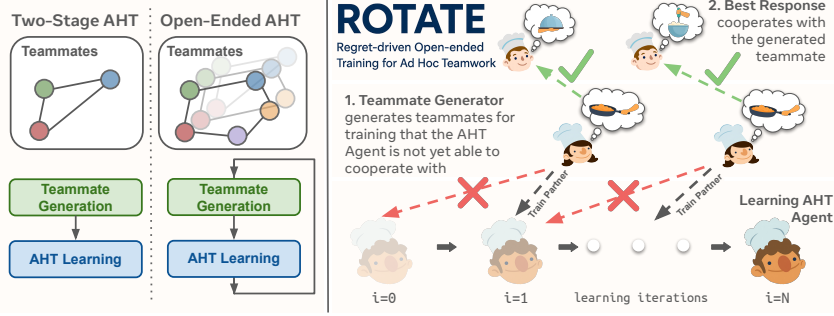 Two-Stage AHT
Teammates
Teammate
Generation
AHT Learning
Open-Ended AHT
Teammates
Teammate
Generation
AHT Learning
ROTATE
Regret-driven Open-ended
Training for Ad Hoc Teamwork
1. Teammate Generator
generates teammates for
training that the AHT
Agent is not yet able to
cooperate with
2. Best Response
cooperates with
the generated
teammate
Train Partner
Train Partner
Learning AHT
Agent
i=0
i=1
learning iterations
i=N